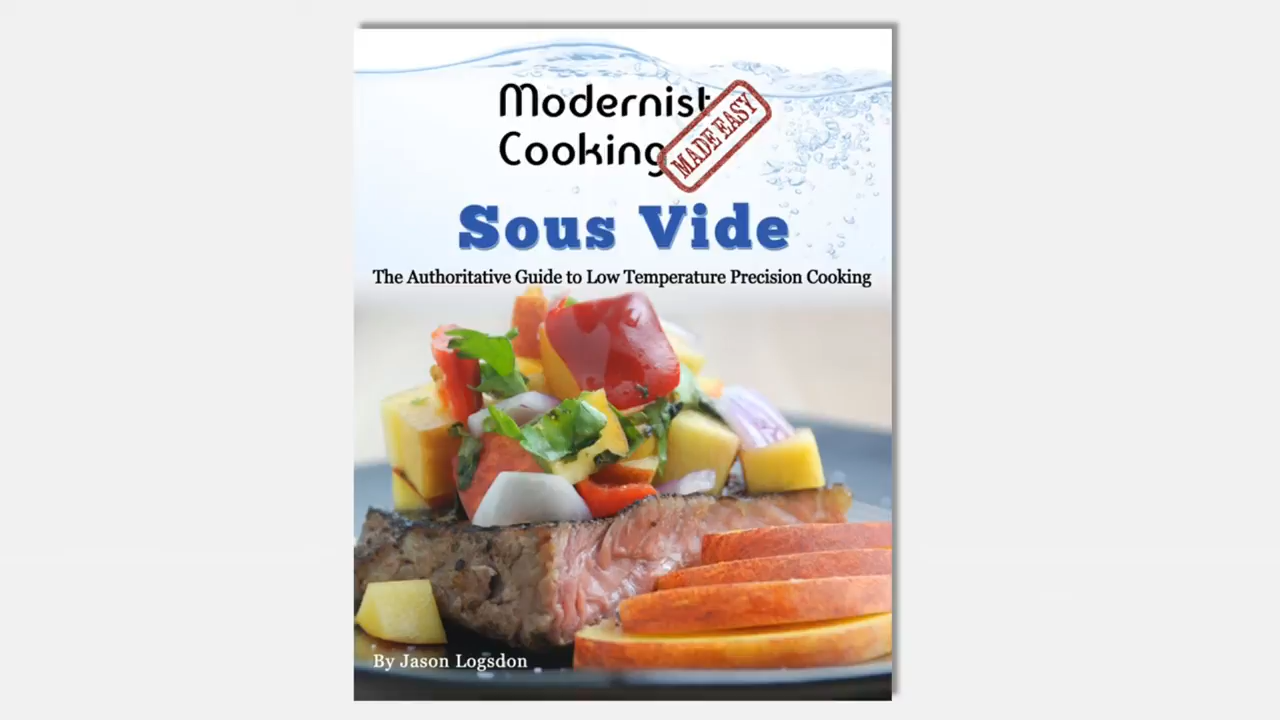 Modernist
Cooking
MADE EASY
Sous Vide
The Authoritative Guide to Low Temperature Precision Cooking
By Jason Logsdon